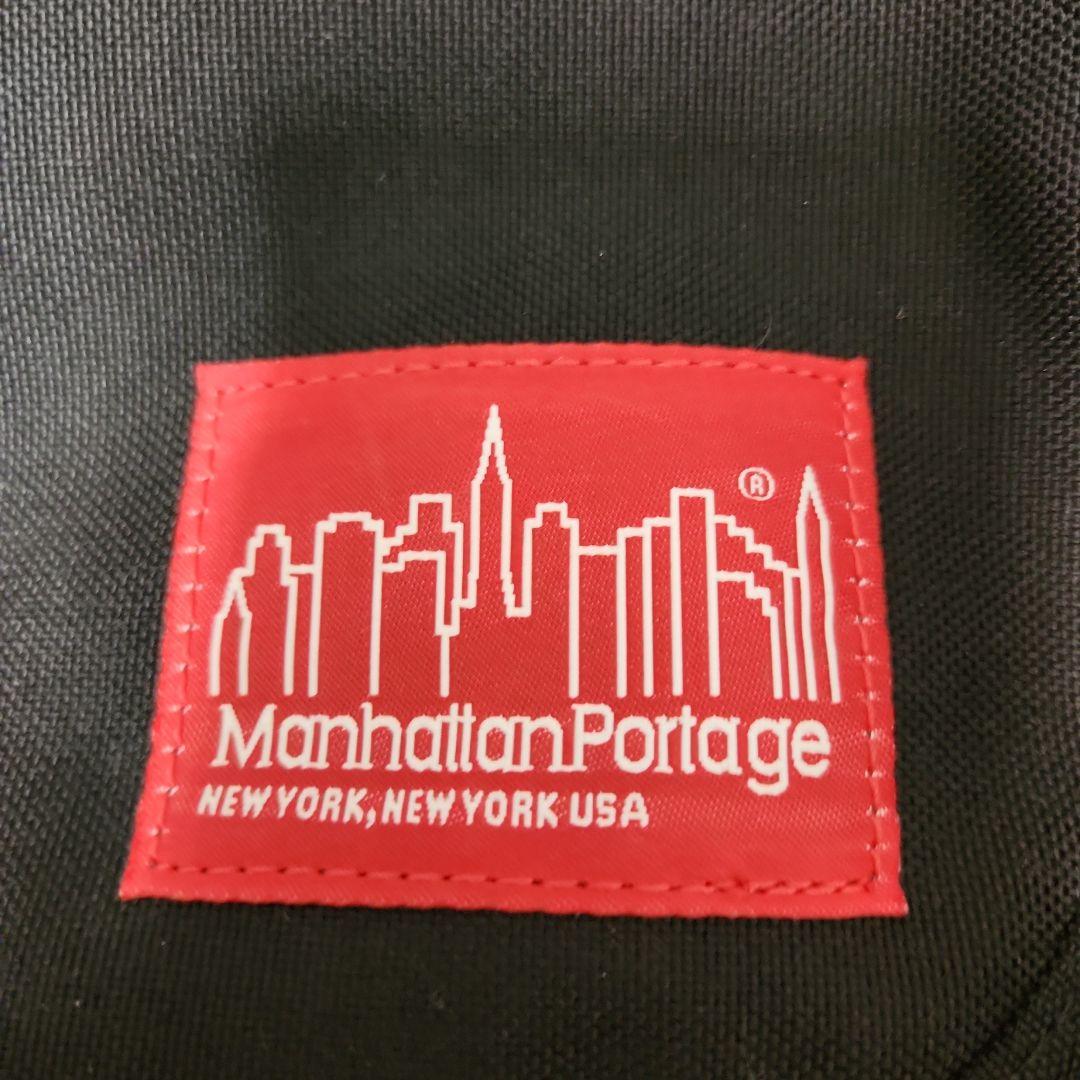 ®
ManhattanPortage
NEW YORK, NEW YORK USA